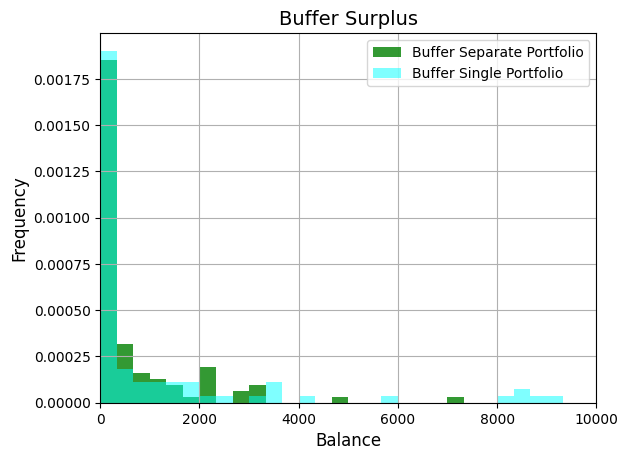 Buffer Surplus
Buffer Separate Portfolio
Buffer Single Portfolio
Frequency
0.00175
0.00150
0.00125
0.00100
0.00075
0.00050
0.00025
0.00000
0 2000 4000 6000 8000 10000
Balance